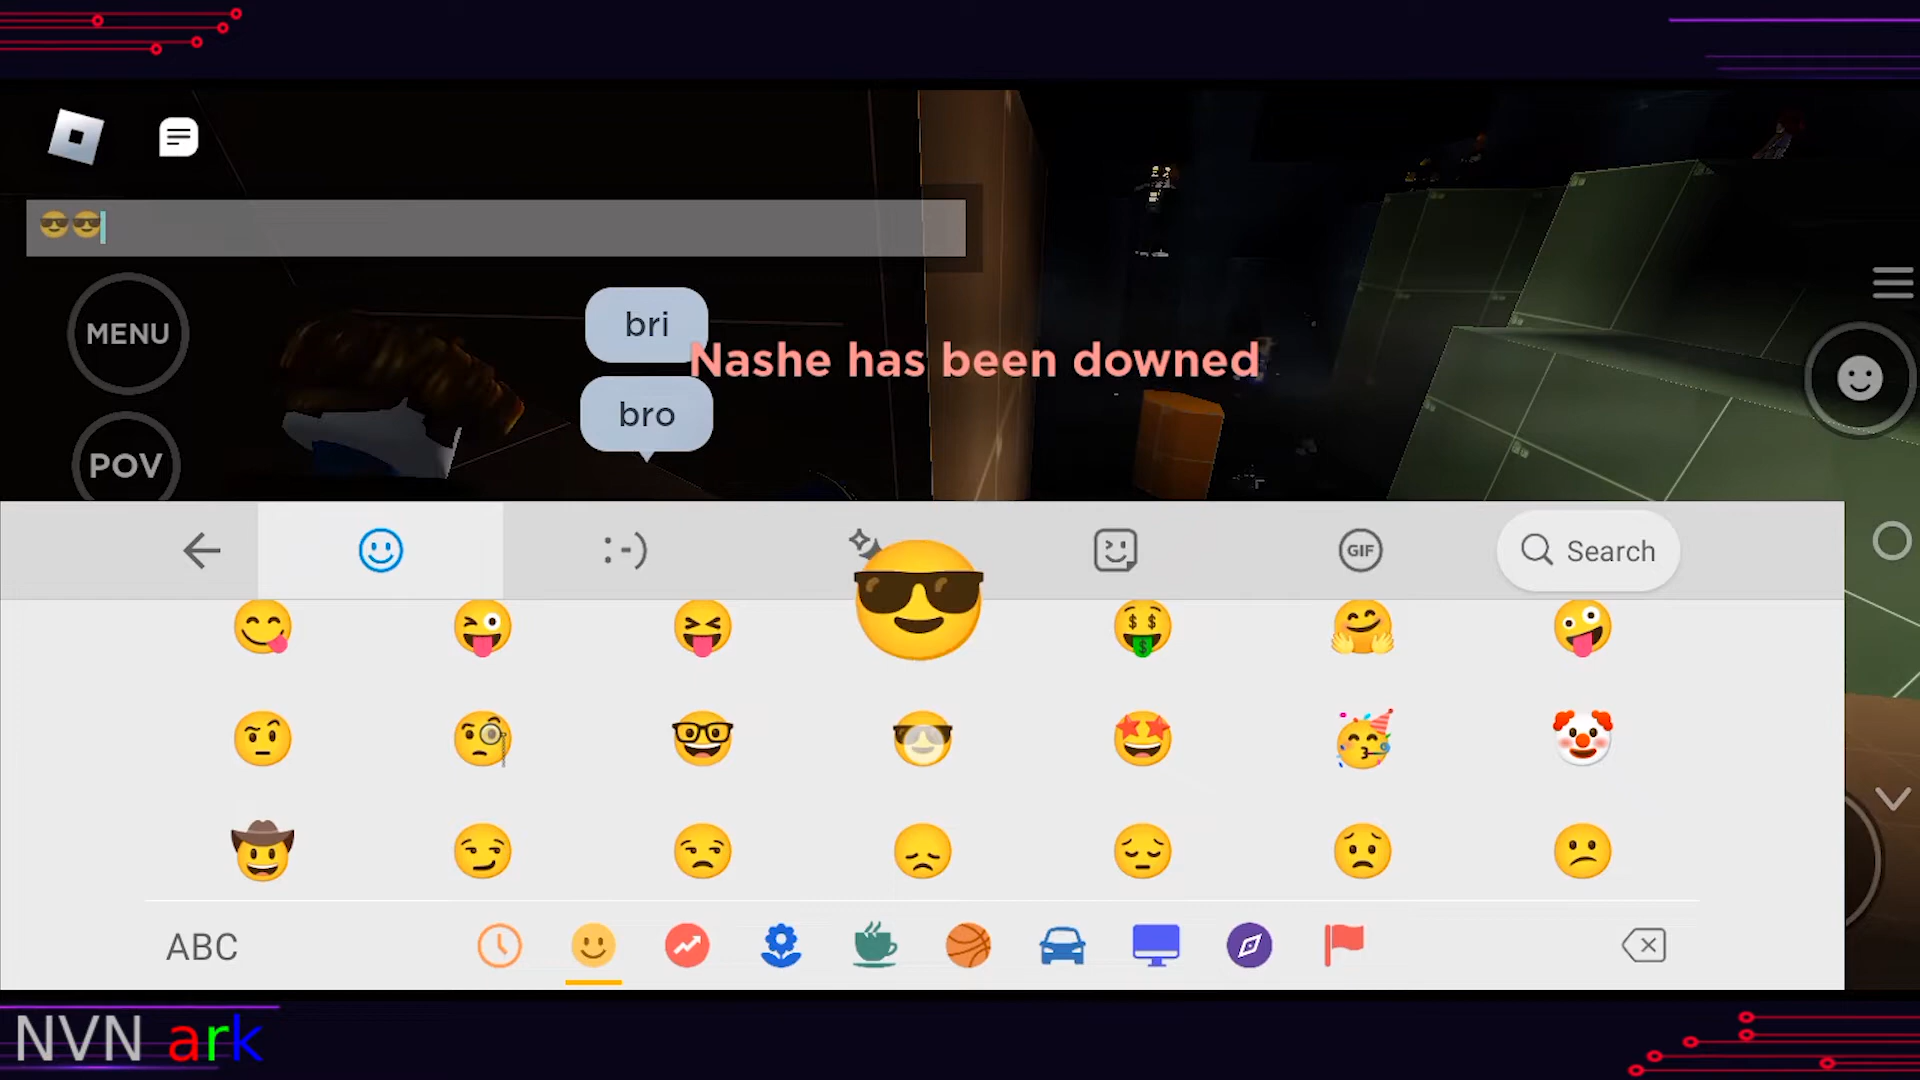 😎😎
MENU
bri
Nashe has been downed
bro
POV
:-)
GIF
Search
ABC
NVN ark